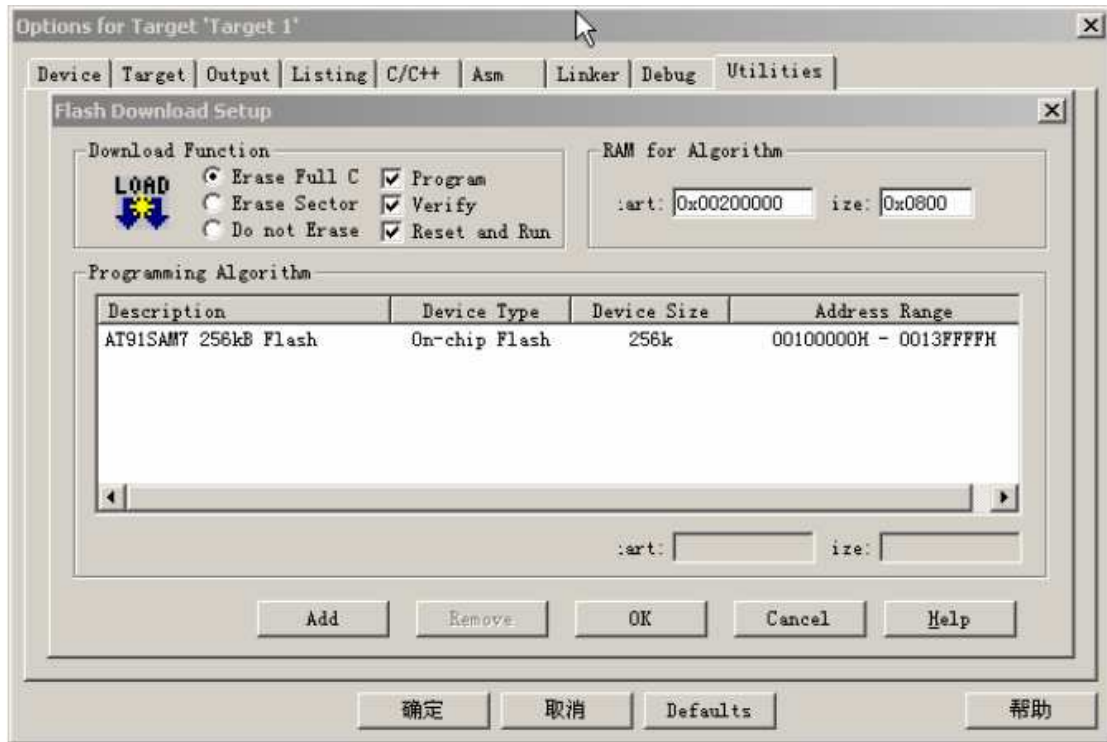 Options for Target 'Target 1'
Device Target Output Listing C/C++ Asm Linker Debug Utilities
Flash Download Setup
Download Function
LOAD
Erase Full C
Program
Erase Sector
Verify
Do not Erase
Reset and Run
RAM for Algorithm
:art: 0x00200000 ize: 0x0800
Programming Algorithm
Description Device Type Device Size Address Range
AT91SAM7 256kB Flash On-chip Flash 256k 00100000H - 0013FFFFH
:art: ize:
Add Remove OK Cancel Help
确定 取消 Defaults 帮助